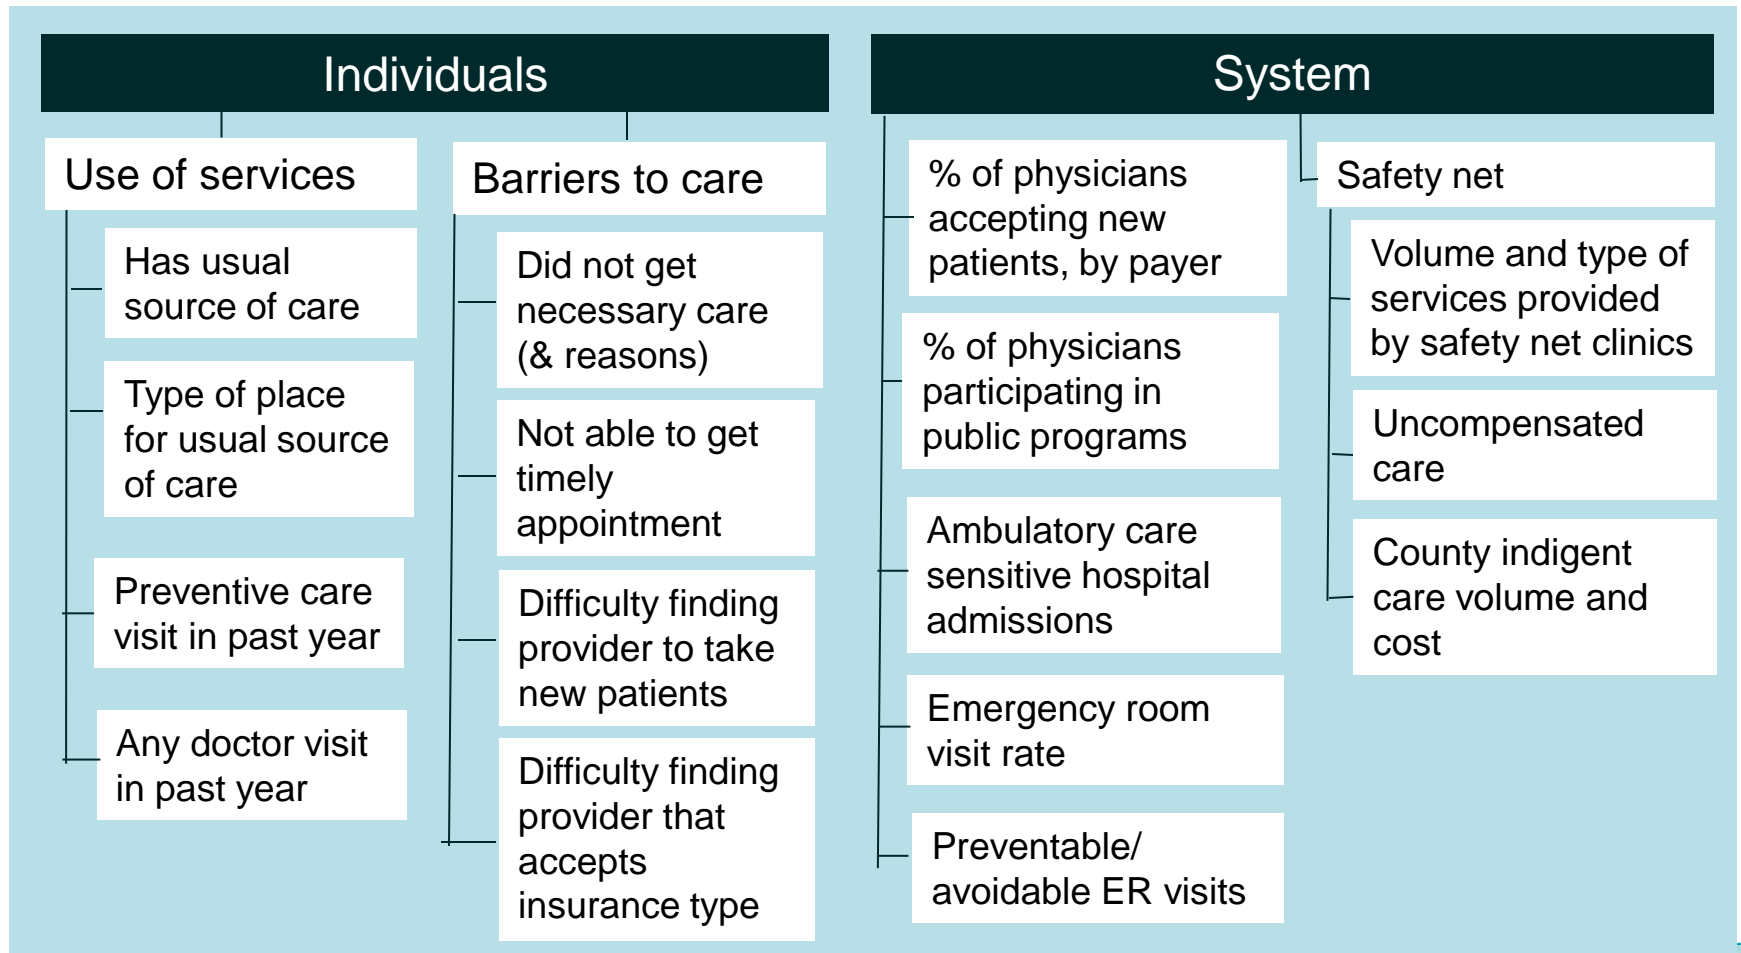 Individuals
Use of services
Has usual
source of care
Type of place
for usual source
of care
Preventive care
visit in past year
Any doctor visit
in past year
Barriers to care
Did not get
necessary care
(& reasons)
Not able to get
timely
appointment
Difficulty finding
provider to take
new patients
Difficulty finding
provider that
accepts
insurance type
System
% of physicians
accepting new
patients, by payer
% of physicians
participating in
public programs
Ambulatory care
sensitive hospital
admissions
Emergency room
visit rate
Preventable/
avoidable ER visits
Safety net
Volume and type of
services provided
by safety net clinics
Uncompensated
care
County indigent
care volume and
cost